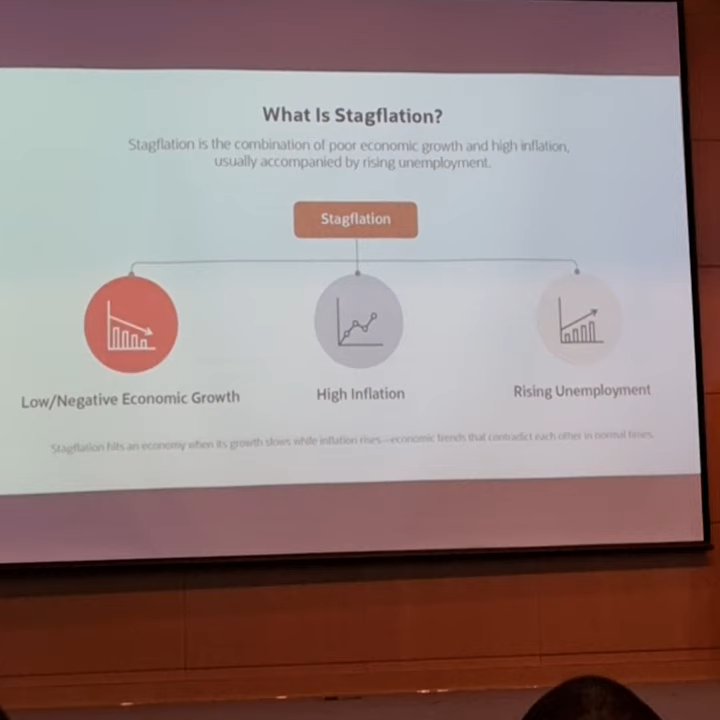 What Is Stagflation?
Stagflation is the combination of poor economic growth and high inflation,
usually accompanied by rising unemployment.
Stagflation
Low/Negative Economic Growth
High Inflation
Rising Unemployment
Stagflation hits an economy when its growth slows while inflation rises—economic trends that contradict each other in normal times.